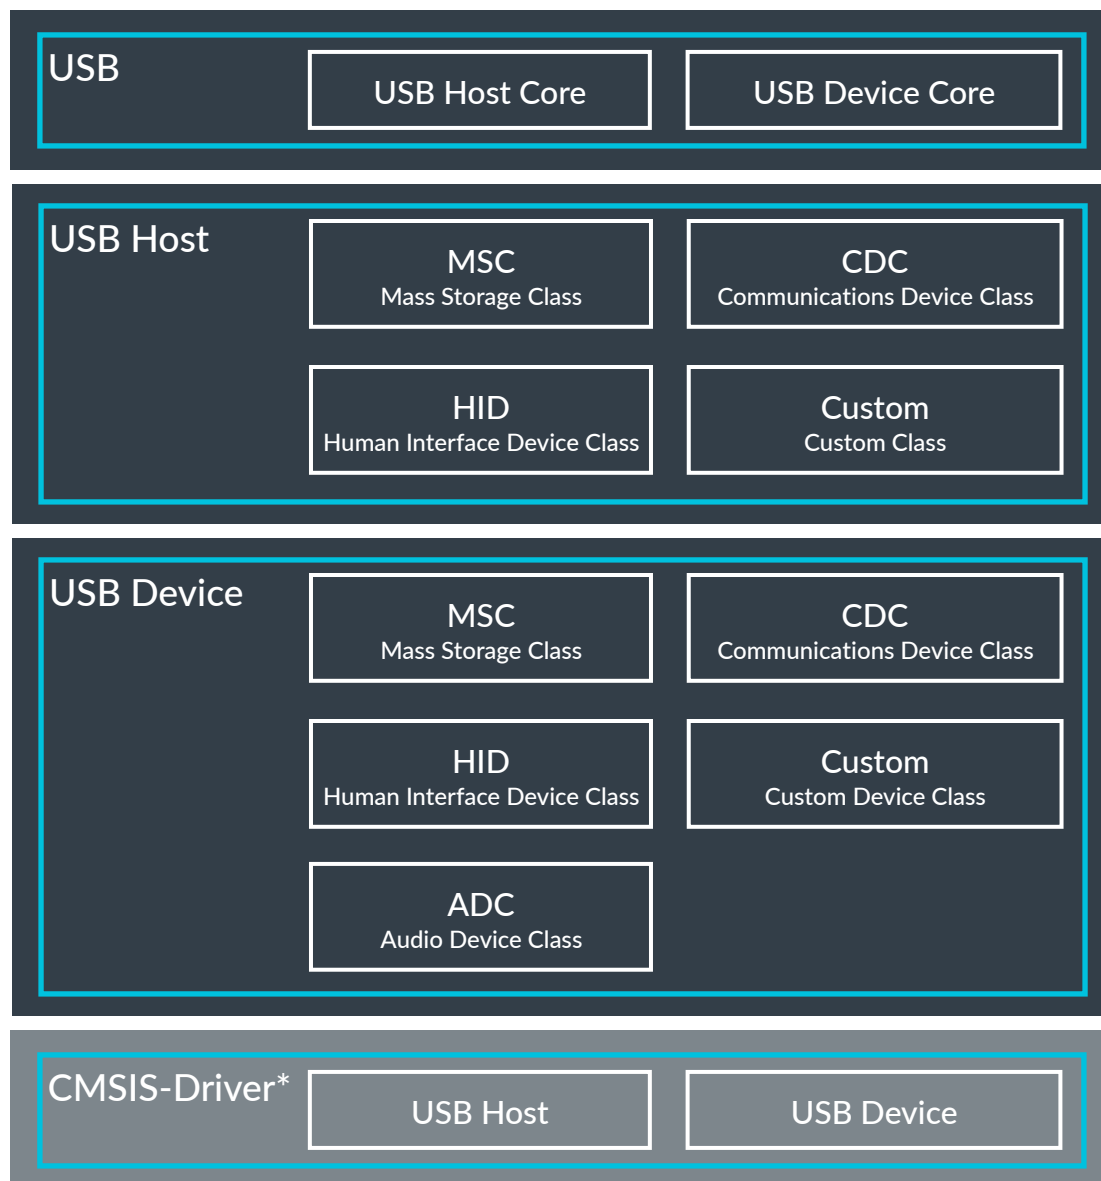 USB
USB Host Core
USB Device Core
USB Host
MSC
Mass Storage Class
CDC
Communications Device Class
HID
Human Interface Device Class
Custom
Custom Class
USB Device
MSC
Mass Storage Class
CDC
Communications Device Class
HID
Human Interface Device Class
Custom
Custom Device Class
ADC
Audio Device Class
CMSIS-Driver*
USB Host
USB Device